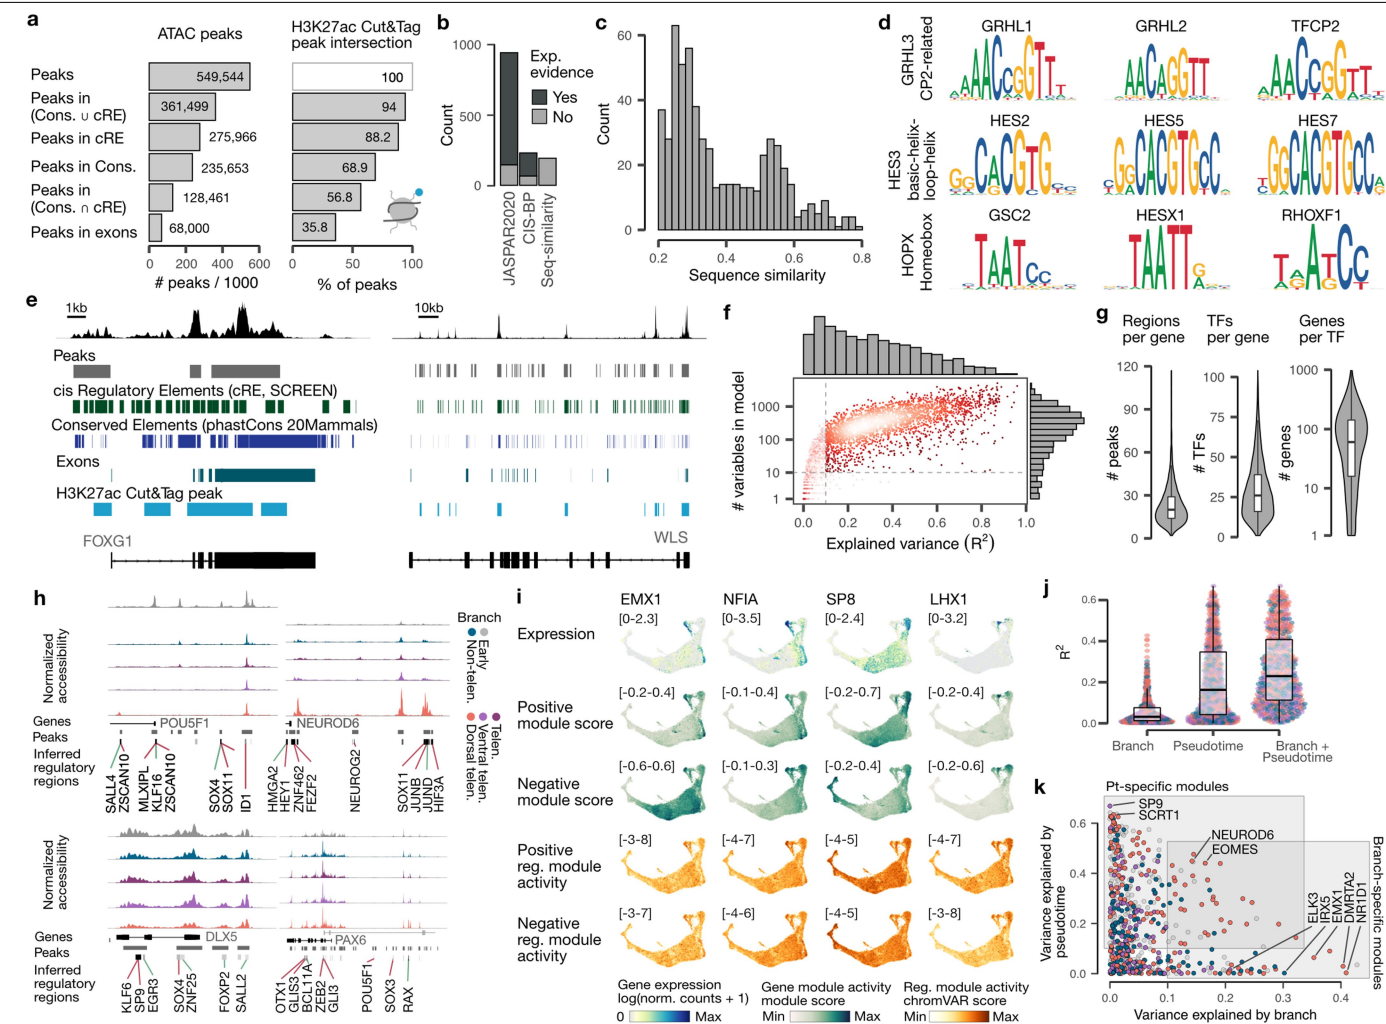 a
ATAC peaks
H3K27ac Cut&Tag
peak intersection
Peaks
549,544
100
Peaks in
(Cons. ∪ cRE)
361,499
94
Peaks in cRE
275,966
88.2
Peaks in Cons.
235,653
68.9
Peaks in
(Cons. ∩ cRE)
128,461
56.8
Peaks in exons
68,000
35.8
0 200 400 600
# peaks / 1000
0 50 100
% of peaks
b
1000
500
0
Count
Exp.
evidence
Yes
No
JASPAR2020
CIS-BP
Seq-similarity
c
60
40
20
0
Count
0.2 0.4 0.6 0.8
Sequence similarity
d
GRHL3
CP2-related
GRHL1 GRHL2 TFCP2
HES3
basic-helix-
loop-helix
HES2 HES5 HES7
HOPX
Homeobox
GSC2 HESX1 RHOXF1
e
1kb
10kb
Peaks
cis Regulatory Elements (cRE, SCREEN)
Conserved Elements (phastCons 20Mammals)
Exons
H3K27ac Cut&Tag peak
FOXG1
WLS
f
# variables in model
1000
100
10
1
0.0 0.2 0.4 0.6 0.8 1.0
Explained variance (R²)
g
Regions
per gene
TFs
per gene
Genes
per TF
# peaks
120
90
60
30
0
# TFs
100
75
50
25
0
# genes
1000
100
10
1
h
Normalized
accessibility
Branch
Early
Non-telen.
Telen.
Ventral telen.
Dorsal telen.
Genes
Peaks
Inferred
regulatory
regions
POU5F1
NEUROD6
SALL4
ZSCAN10
MLXIPL
KLF16
ZSCAN10
SOX4
SOX11
ID1
HMGA2
HEY1
ZNF462
FEZF2
NEUROG2
SOX11
JUNB
JUND
HIF3A
Normalized
accessibility
Genes
Peaks
Inferred
regulatory
regions
DLX5
PAX6
KLF6
SP9
EGR3
SOX4
ZNF25
FOXP2
SALL2
OTX1
GLIS3
BCL11A
ZEB2
GLI3
POU5F1
SOX3
RAX
i
EMX1 NFIA SP8 LHX1
Expression
[0-2.3] [0-3.5] [0-2.4] [0-3.2]
Positive
module score
[-0.2-0.4] [-0.1-0.4] [-0.2-0.7] [-0.2-0.4]
Negative
module score
[-0.6-0.6] [-0.1-0.3] [-0.2-0.4] [-0.2-0.6]
Positive
reg. module
activity
[-3-8] [-4-7] [-4-5] [-4-7]
Negative
reg. module
activity
[-3-7] [-4-6] [-4-5] [-3-8]
Gene expression
log(norm. counts + 1)
0 Max
Gene module activity
module score
Min Max
Reg. module activity
chromVAR score
Min Max
j
R²
0.6
0.4
0.2
0.0
Branch
Pseudotime
Branch +
Pseudotime
k
Pt-specific modules
SP9
SCRT1
NEUROD6
EOMES
ELK3
IRX5
EMX1
DMRTA2
NR1D1
Branch-specific modules
Variance explained by
pseudotime
0.6
0.4
0.2
0.0
0.0 0.1 0.2 0.3 0.4
Variance explained by branch